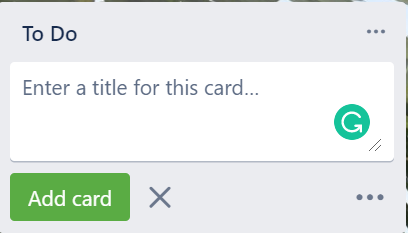 To Do
Enter a title for this card...
Add card